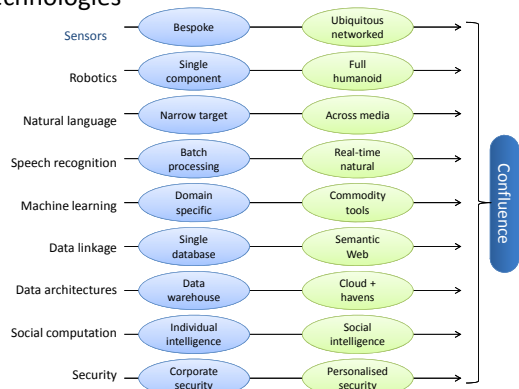 Sensors
Bespoke
Ubiquitous
networked
Robotics
Single
component
Full
humanoid
Natural language
Narrow target
Across media
Speech recognition
Batch
processing
Real-time
natural
Machine learning
Domain
specific
Commodity
tools
Data linkage
Single
database
Semantic
Web
Data architectures
Data
warehouse
Cloud +
havens
Social computation
Individual
intelligence
Social
intelligence
Security
Corporate
security
Personalised
security
Confluence